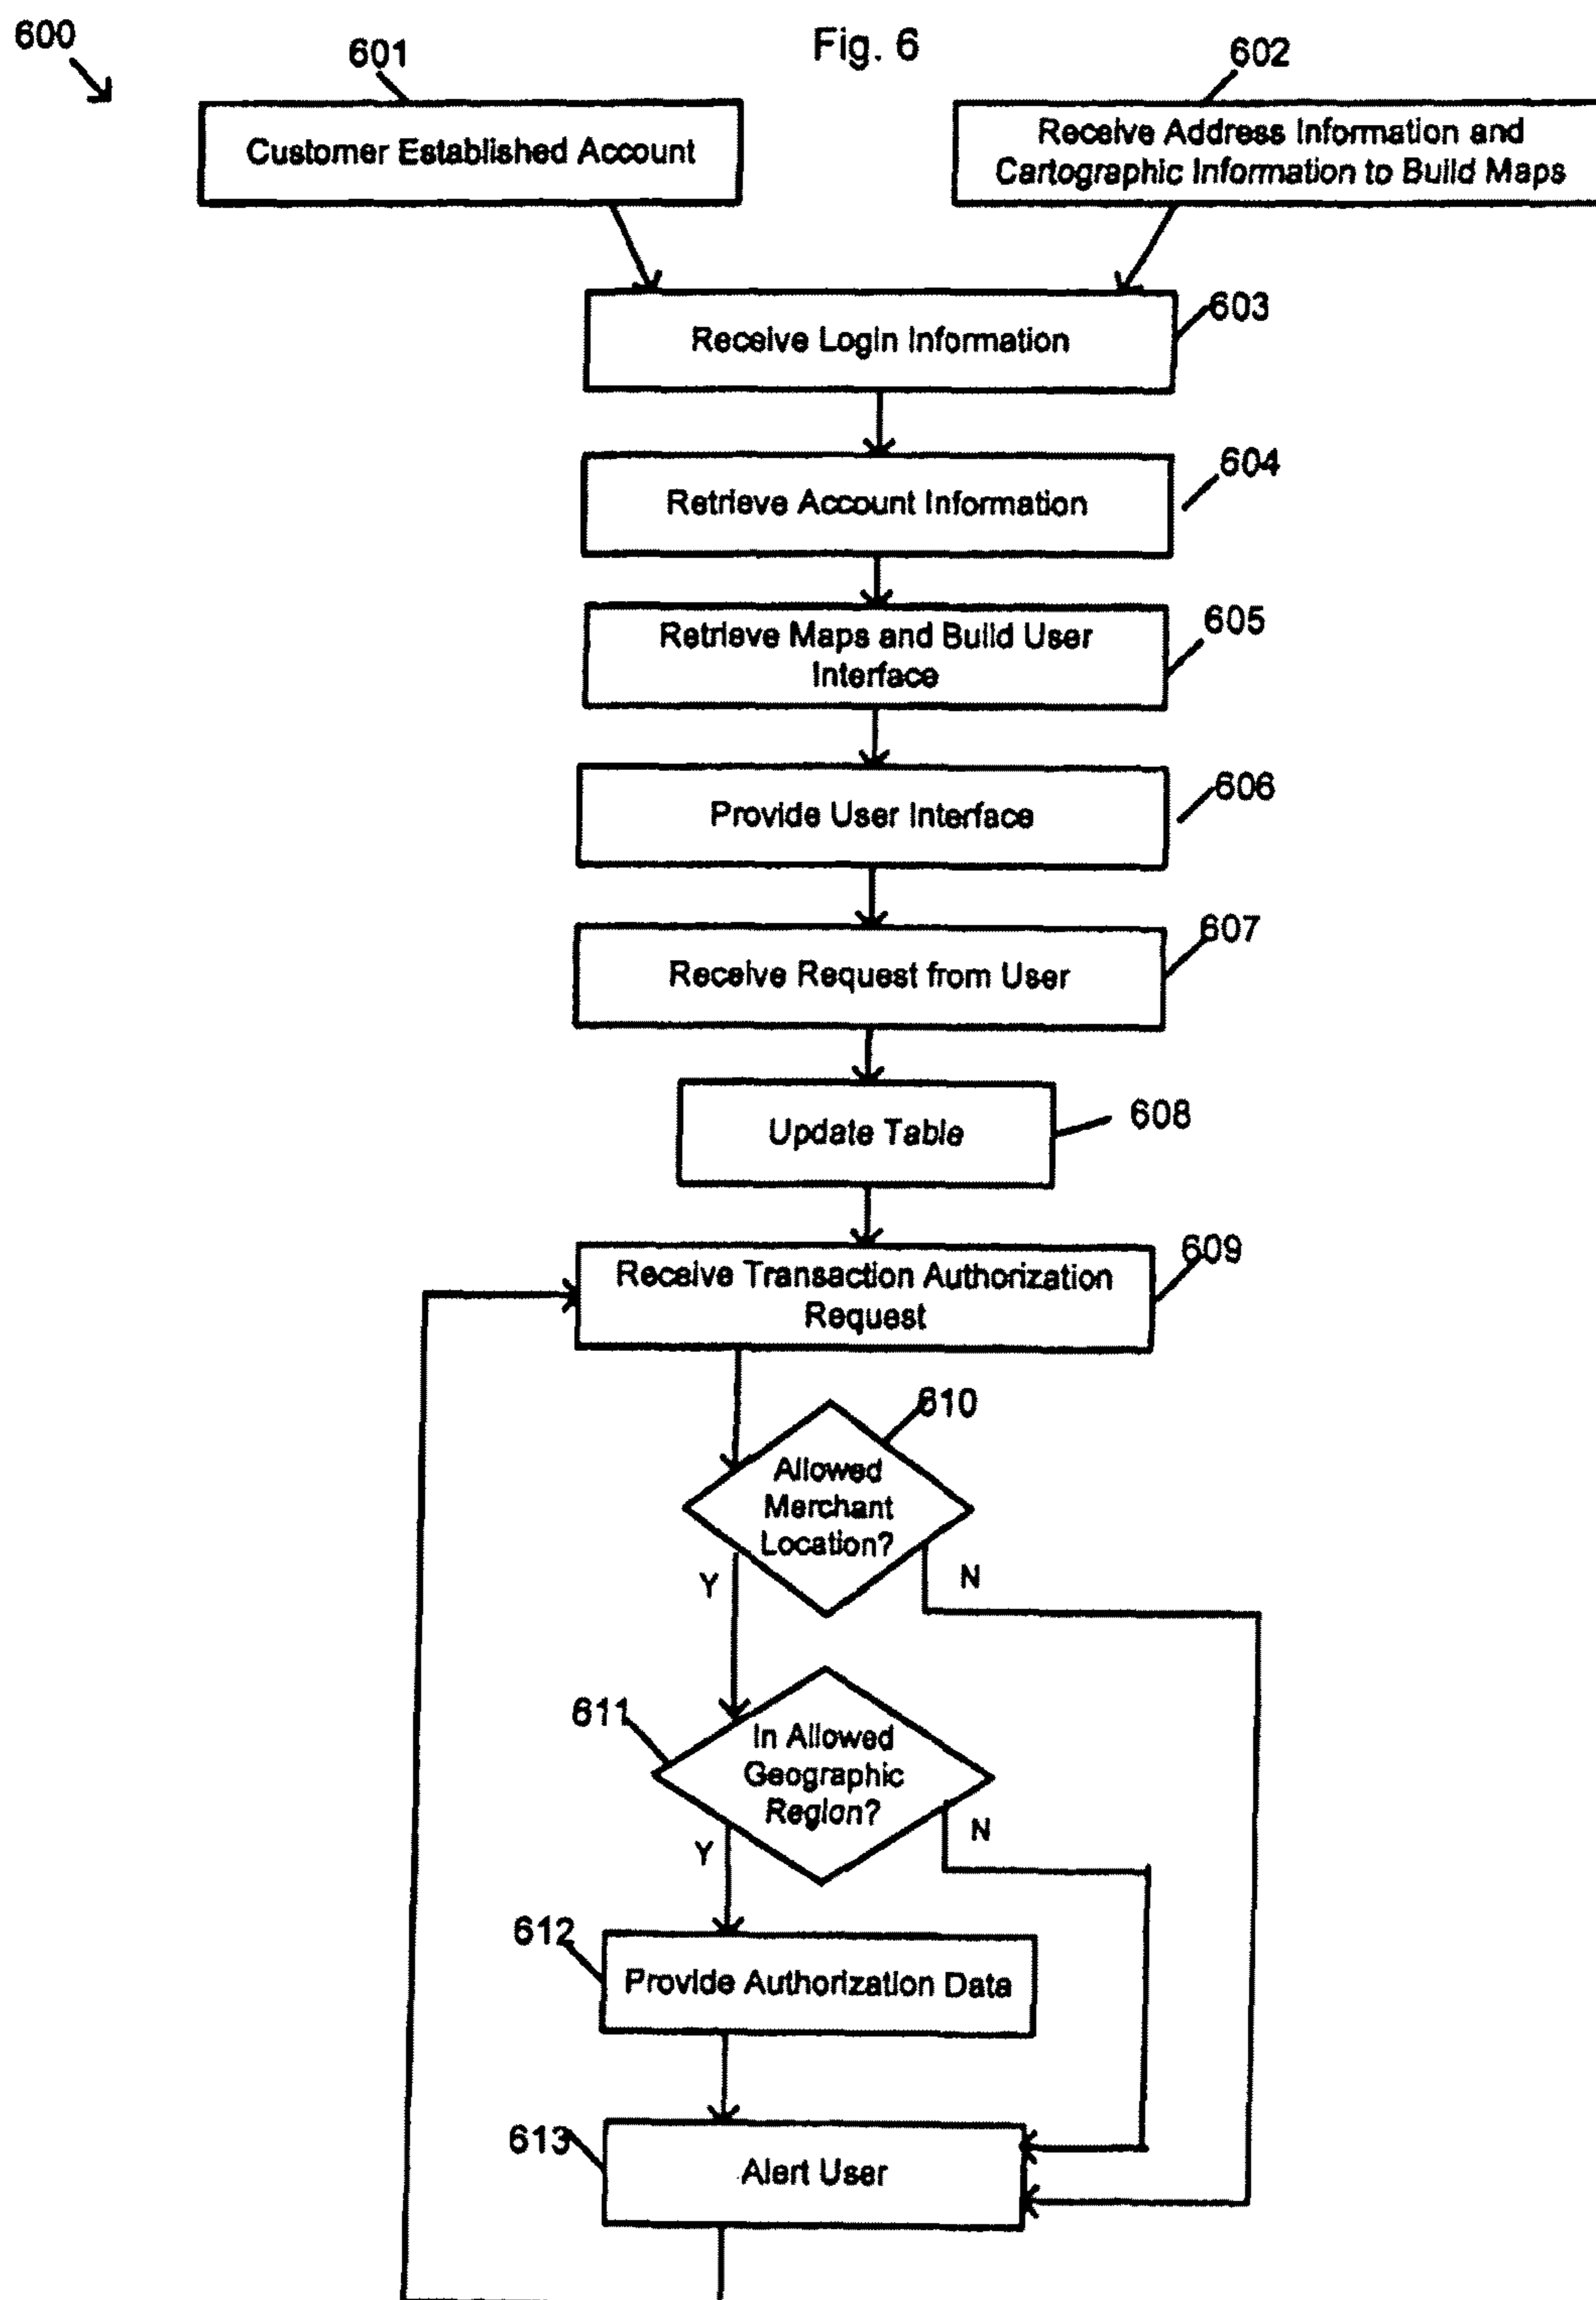 600
601
Fig. 6
602
Customer Established Account
Receive Address Information and
Cartographic Information to Build Maps
603
Receive Login Information
604
Retrieve Account Information
605
Retrieve Maps and Build User
Interface
606
Provide User Interface
607
Receive Request from User
608
Update Table
609
Receive Transaction Authorization
Request
610
Allowed
Merchant
Location?
Y
N
611
In Allowed
Geographic
Region?
Y
N
612
Provide Authorization Data
613
Alert User